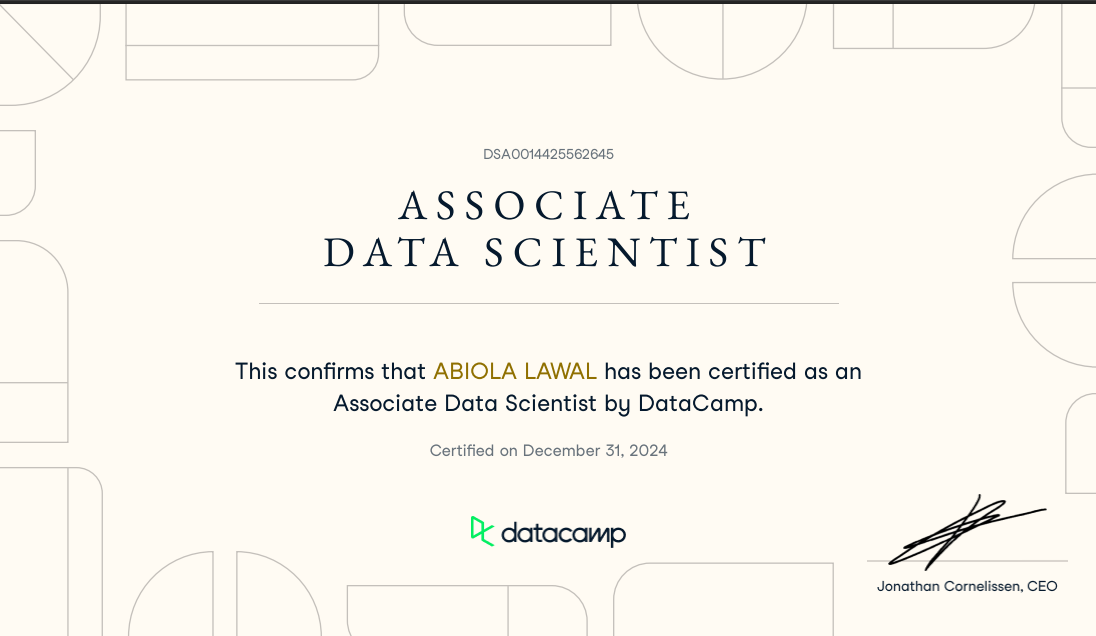 DSA0014425562645
ASSOCIATE
DATA SCIENTIST
This confirms that ABIOLA LAWAL has been certified as an
Associate Data Scientist by DataCamp.
Certified on December 31, 2024
datacamp
Jonathan Cornelissen, CEO